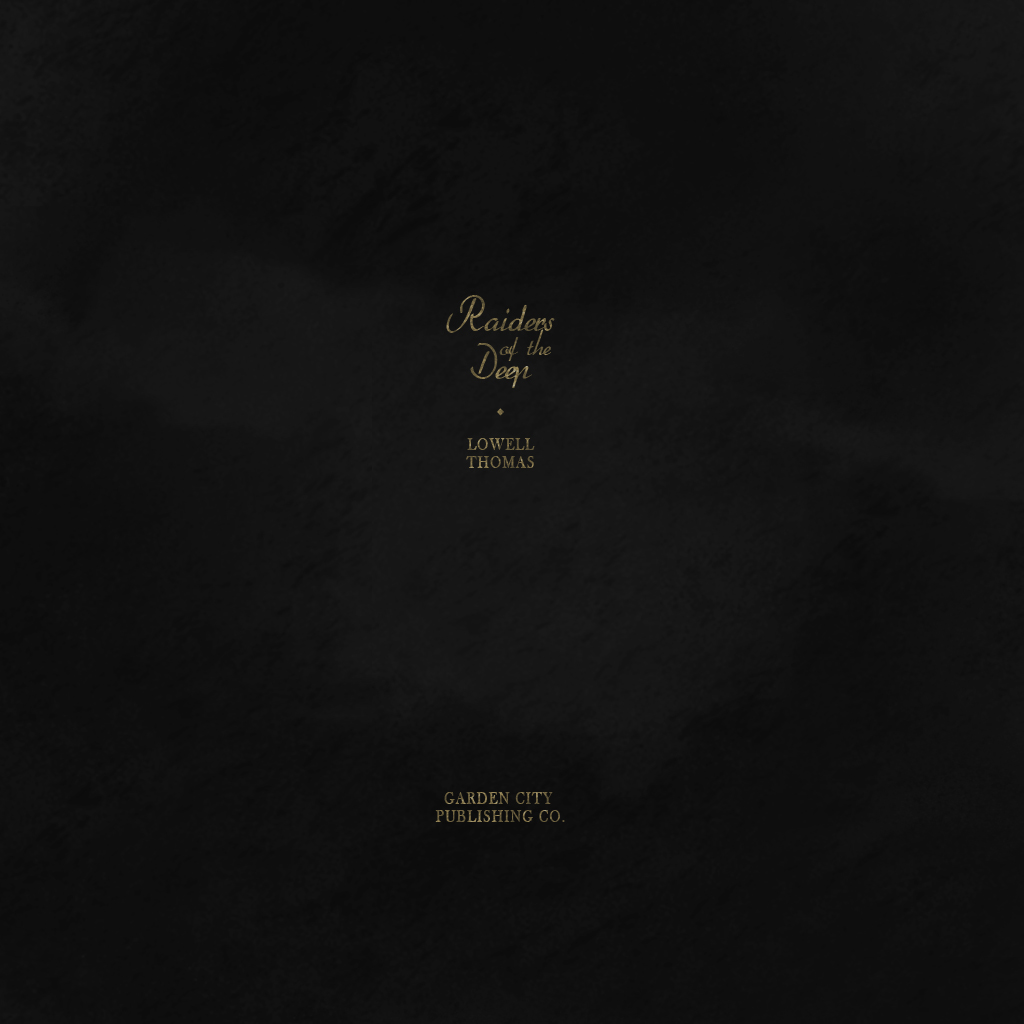 Raiders
of the
Deep
LOWELL
THOMAS
GARDEN CITY
PUBLISHING CO.